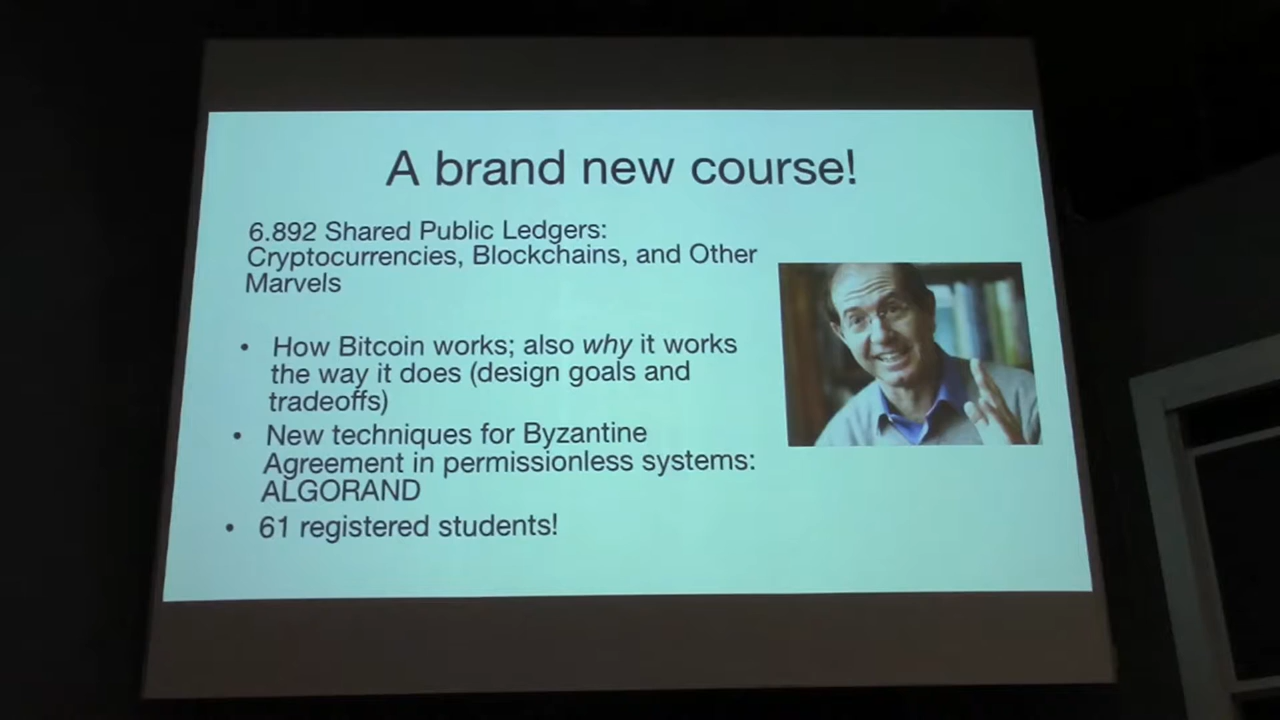 A brand new course!
6.892 Shared Public Ledgers:
Cryptocurrencies, Blockchains, and Other
Marvels
• How Bitcoin works; also why it works
the way it does (design goals and
tradeoffs)
• New techniques for Byzantine
Agreement in permissionless systems:
ALGORAND
• 61 registered students!